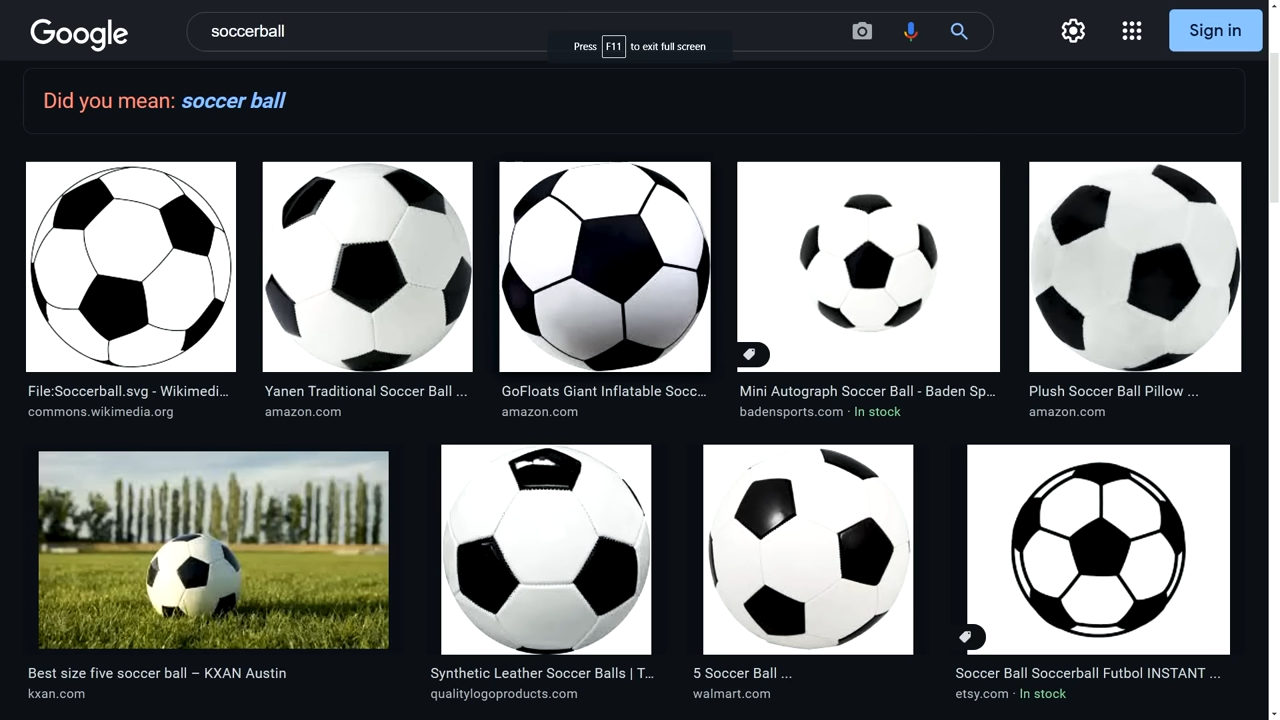 Google
soccerball
Sign in
Press F11 to exit full screen
Did you mean: soccer ball
File:Soccerball.svg - Wikimedi...
Yanen Traditional Soccer Ball ...
GoFloats Giant Inflatable Socc...
Mini Autograph Soccer Ball - Baden Sp...
Plush Soccer Ball Pillow ...
commons.wikimedia.org
amazon.com
amazon.com
badensports.com · In stock
amazon.com
Best size five soccer ball – KXAN Austin
Synthetic Leather Soccer Balls | T...
5 Soccer Ball ...
Soccer Ball Soccerball Futbol INSTANT ...
kxan.com
qualitylogoproducts.com
walmart.com
etsy.com · In stock